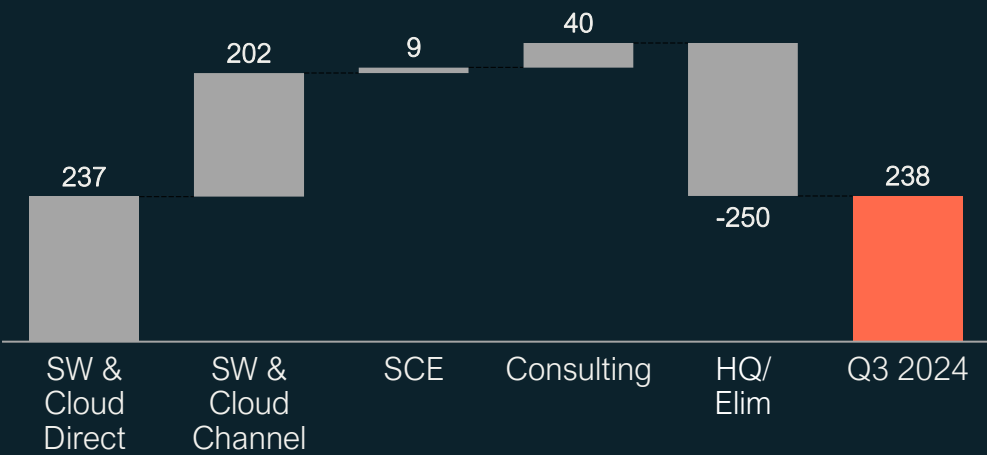 237
202
9
40
-250
238
SW &
Cloud
Direct
SW &
Cloud
Channel
SCE
Consulting
HQ/
Elim
Q3 2024